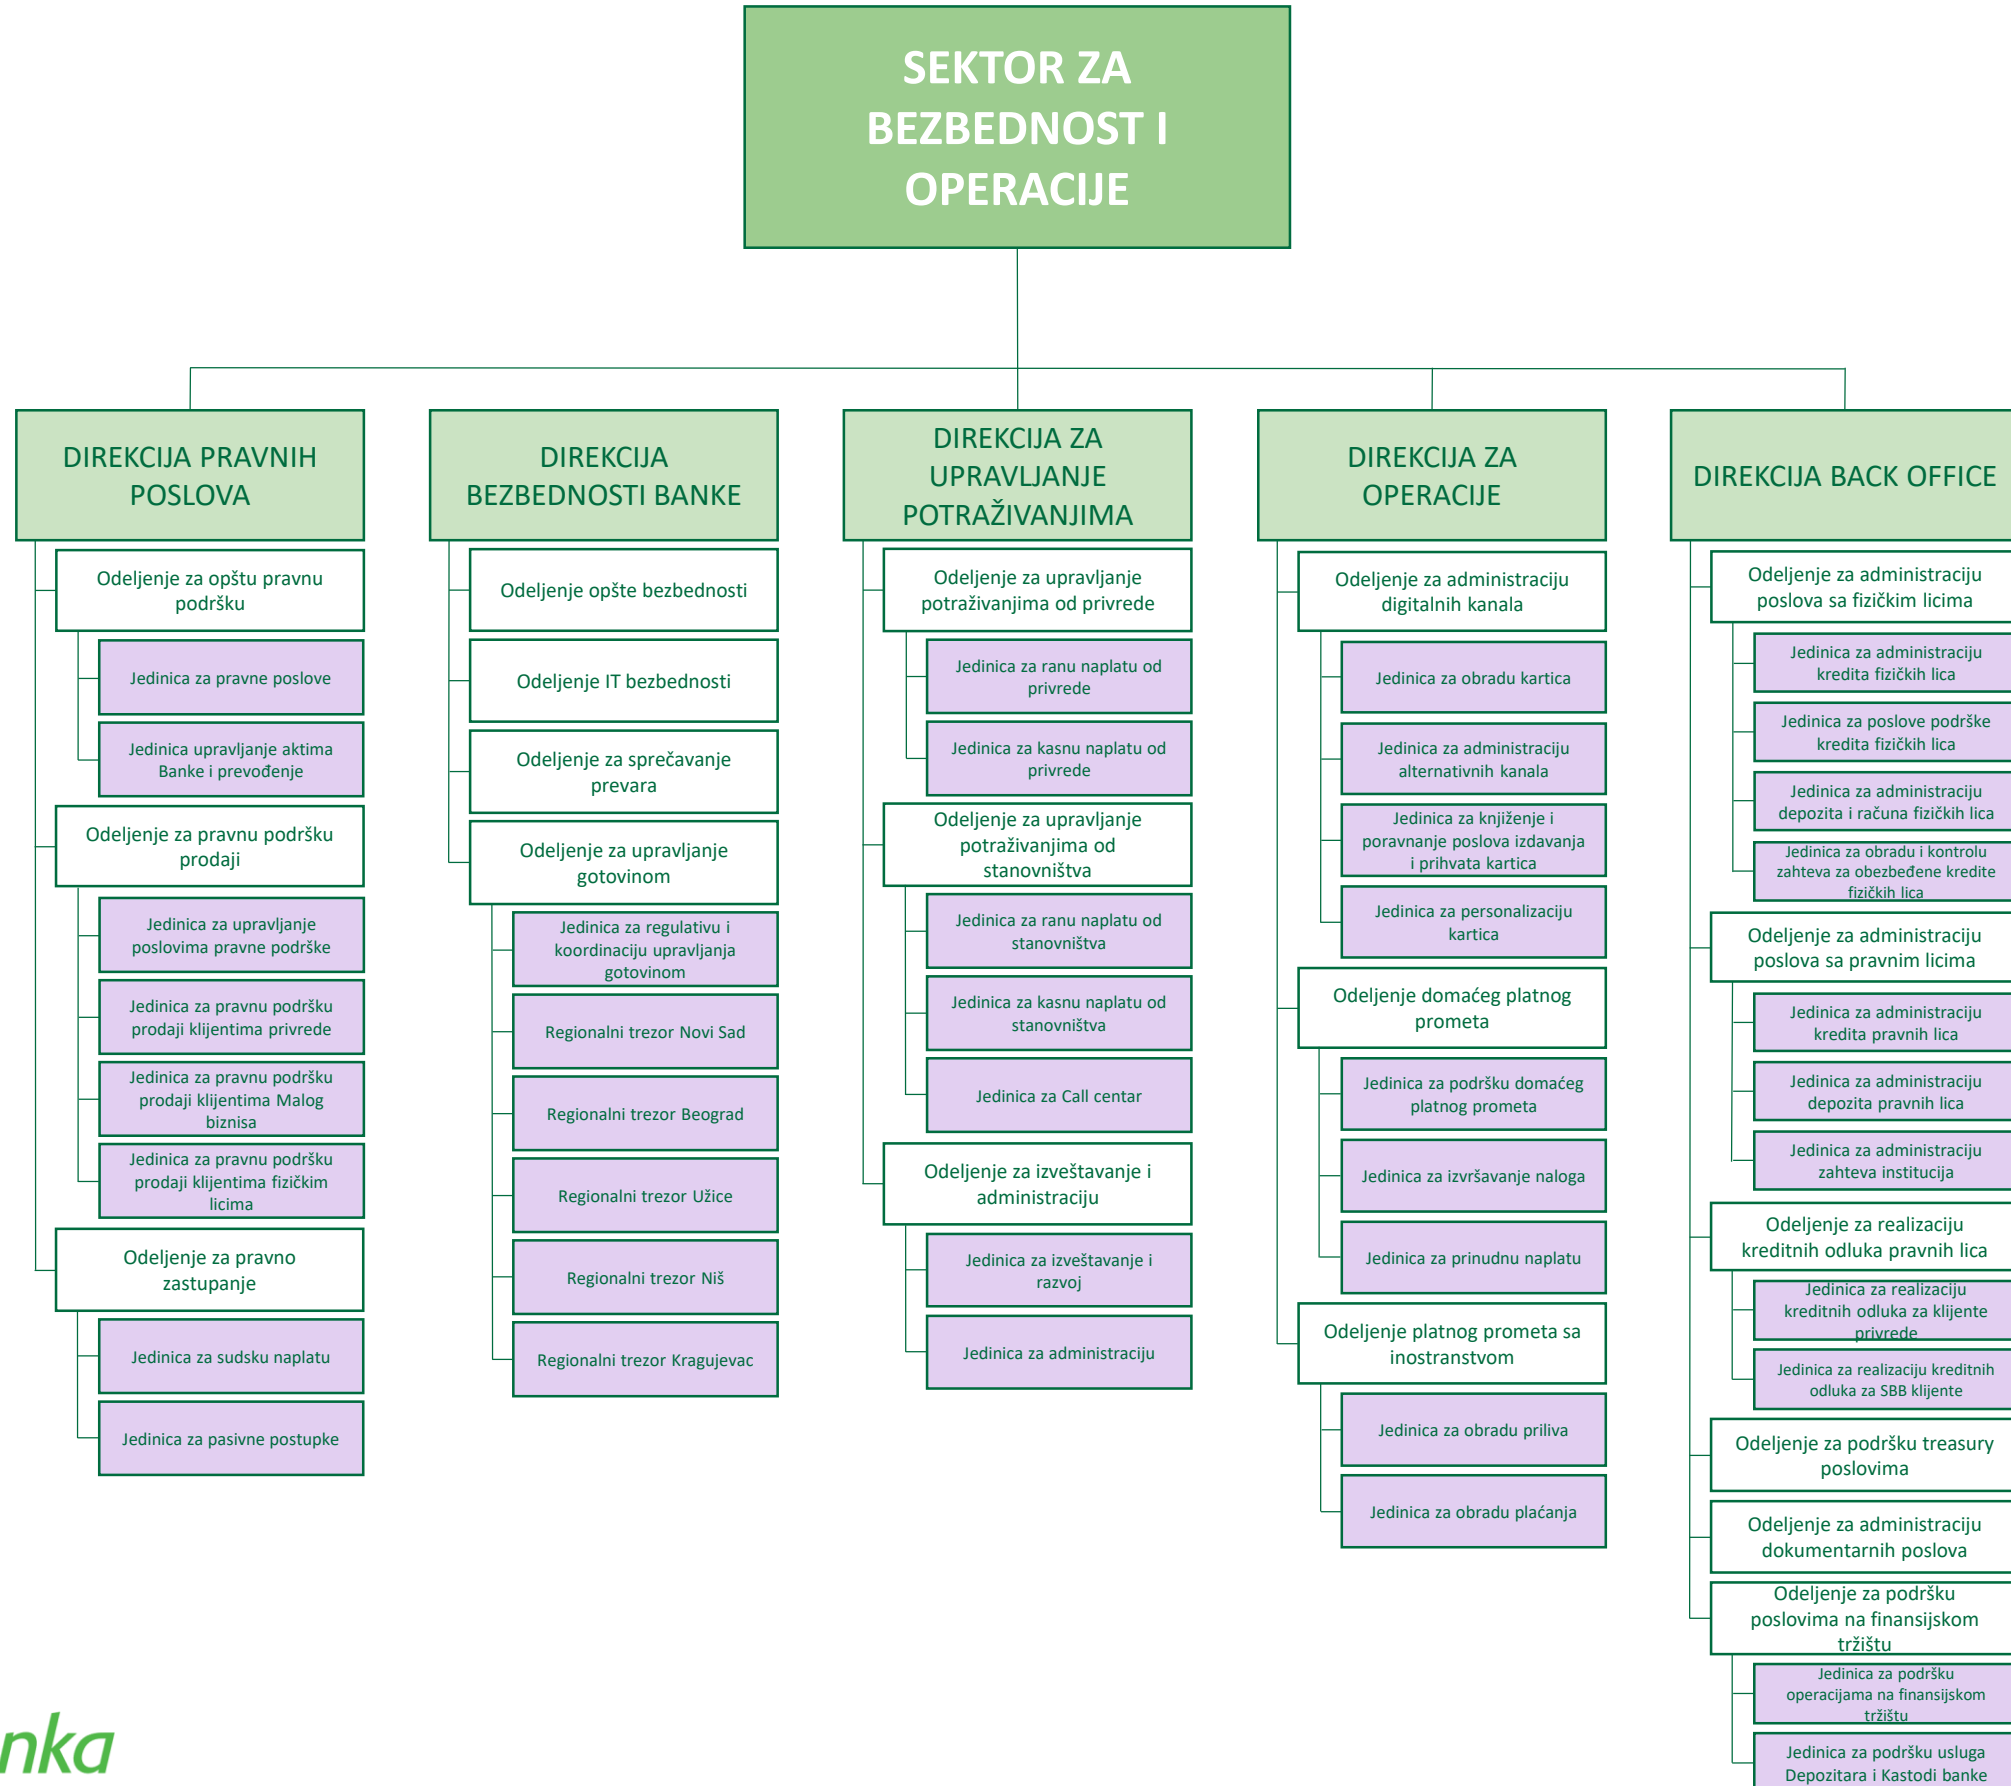 SEKTOR ZA
BEZBEDNOST I
OPERACIJE
DIREKCIJA PRAVNIH
POSLOVA
Odeljenje za opštu pravnu
podršku
Jedinica za pravne poslove
Jedinica upravljanje aktima
Banke i prevođenje
Odeljenje za pravnu podršku
prodaji
Jedinica za upravljanje
poslovima pravne podrške
Jedinica za pravnu podršku
prodaji klijentima privrede
Jedinica za pravnu podršku
prodaji klijentima Malog
biznisa
Jedinica za pravnu podršku
prodaji klijentima fizičkim
licima
Odeljenje za pravno
zastupanje
Jedinica za sudsku naplatu
Jedinica za pasivne postupke
DIREKCIJA
BEZBEDNOSTI BANKE
Odeljenje opšte bezbednosti
Odeljenje IT bezbednosti
Odeljenje za sprečavanje
prevara
Odeljenje za upravljanje
gotovinom
Jedinica za regulativu i
koordinaciju upravljanja
gotovinom
Regionalni trezor Novi Sad
Regionalni trezor Beograd
Regionalni trezor Užice
Regionalni trezor Niš
Regionalni trezor Kragujevac
DIREKCIJA ZA
UPRAVLJANJE
POTRAŽIVANJIMA
Odeljenje za upravljanje
potraživanjima od privrede
Jedinica za ranu naplatu od
privrede
Jedinica za kasnu naplatu od
privrede
Odeljenje za upravljanje
potraživanjima od
stanovništva
Jedinica za ranu naplatu od
stanovništva
Jedinica za kasnu naplatu od
stanovništva
Jedinica za Call centar
Odeljenje za izveštavanje i
administraciju
Jedinica za izveštavanje i
razvoj
Jedinica za administraciju
DIREKCIJA ZA
OPERACIJE
Odeljenje za administraciju
digitalnih kanala
Jedinica za obradu kartica
Jedinica za administraciju
alternativnih kanala
Jedinica za knjiženje i
poravnanje poslova izdavanja
i prihvata kartica
Jedinica za personalizaciju
kartica
Odeljenje domaćeg platnog
prometa
Jedinica za podršku domaćeg
platnog prometa
Jedinica za izvršavanje naloga
Jedinica za prinudnu naplatu
Odeljenje platnog prometa sa
inostranstvom
Jedinica za obradu priliva
Jedinica za obradu plaćanja
DIREKCIJA BACK OFFICE
Odeljenje za administraciju
poslova sa fizičkim licima
Jedinica za administraciju
kredita fizičkih lica
Jedinica za poslove podrške
kredita fizičkih lica
Jedinica za administraciju
depozita i računa fizičkih lica
Jedinica za obradu i kontrolu
zahteva za obezbeđene kredite
fizičkih lica
Odeljenje za administraciju
poslova sa pravnim licima
Jedinica za administraciju
kredita pravnih lica
Jedinica za administraciju
depozita pravnih lica
Jedinica za administraciju
zahteva institucija
Odeljenje za realizaciju
kreditnih odluka pravnih lica
Jedinica za realizaciju
kreditnih odluka za klijente
privrede
Jedinica za realizaciju kreditnih
odluka za SBB klijente
Odeljenje za podršku treasury
poslovima
Odeljenje za administraciju
dokumentarnih poslova
Odeljenje za podršku
poslovima na finansijskom
tržištu
Jedinica za podršku
operacijama na finansijskom
tržištu
Jedinica za podršku usluga
Depozitara i Kastodi banke
nka